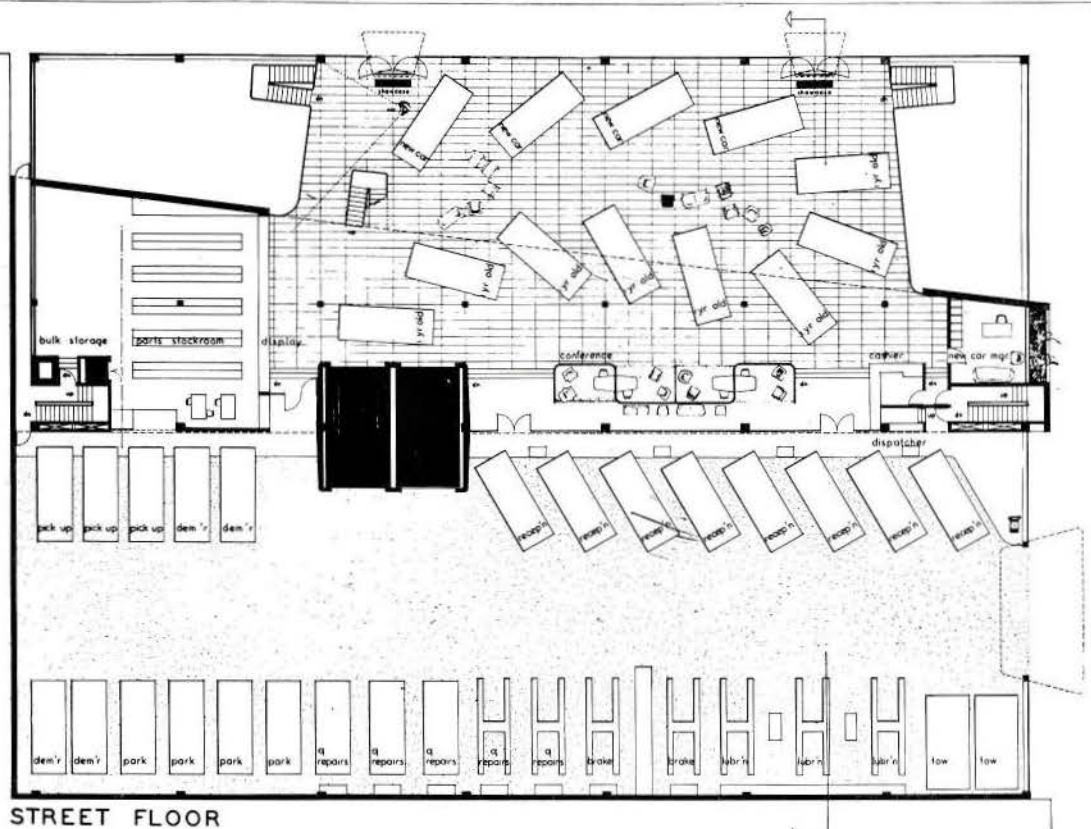 showcase
showcase
new car
new car
new car
new car
yr old
yr old
yr old
yr old
yr old
yr old
yr old
yr old
bulk storage
parts stockroom
display
conference
cashier
new car mgr
dispatcher
pick up
pick up
pick up
dem'r
dem'r
recep'n
recep'n
recep'n
recep'n
recep'n
recep'n
recep'n
recep'n
dem'r
dem'r
park
park
park
park
q repairs
q repairs
q repairs
q repairs
q repairs
brake
brake
lubr'n
lubr'n
lubr'n
tow
tow
STREET FLOOR